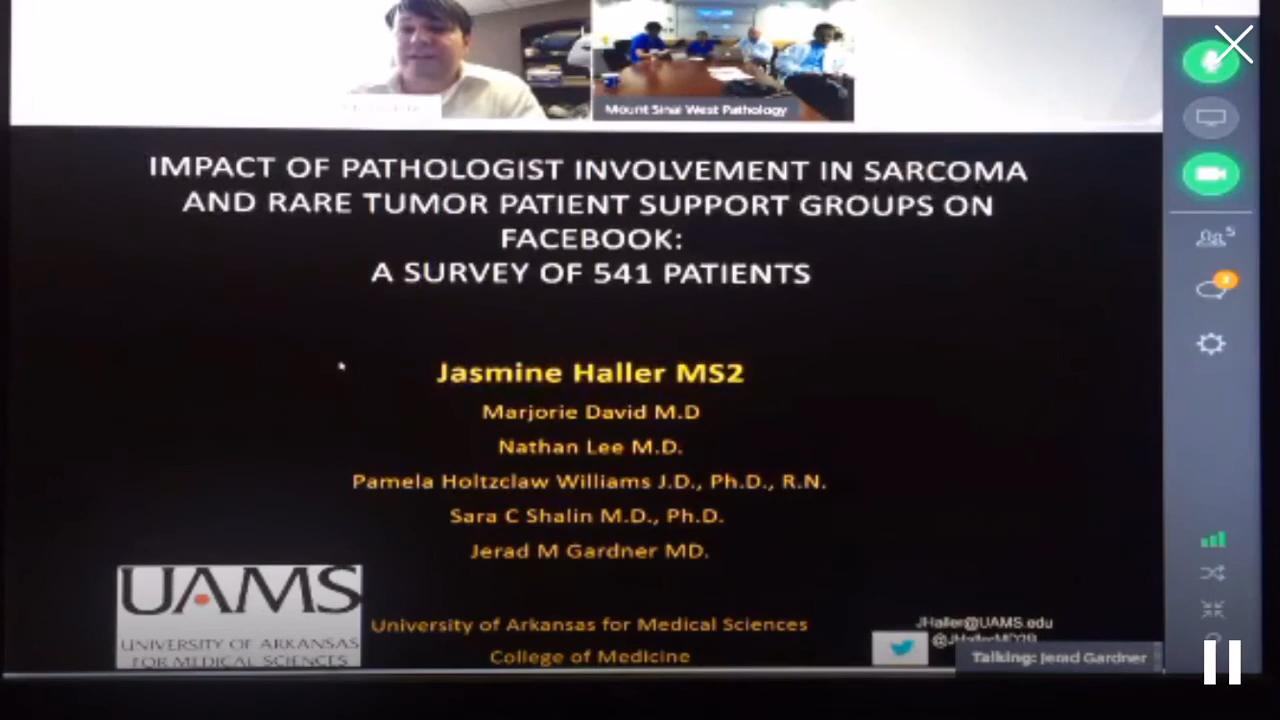 Mount Sinai West Pathology
IMPACT OF PATHOLOGIST INVOLVEMENT IN SARCOMA
AND RARE TUMOR PATIENT SUPPORT GROUPS ON
FACEBOOK:
A SURVEY OF 541 PATIENTS
Jasmine Haller MS2
Marjorie David M.D
Nathan Lee M.D.
Pamela Holtzclaw Williams J.D., Ph.D., R.N.
Sara C Shalin M.D., Ph.D.
Jerad M Gardner MD.
UAMS
UNIVERSITY OF ARKANSAS
FOR MEDICAL SCIENCES
University of Arkansas for Medical Sciences
College of Medicine
JHaller@UAMS.edu
Talking: Jerad Gardner
5